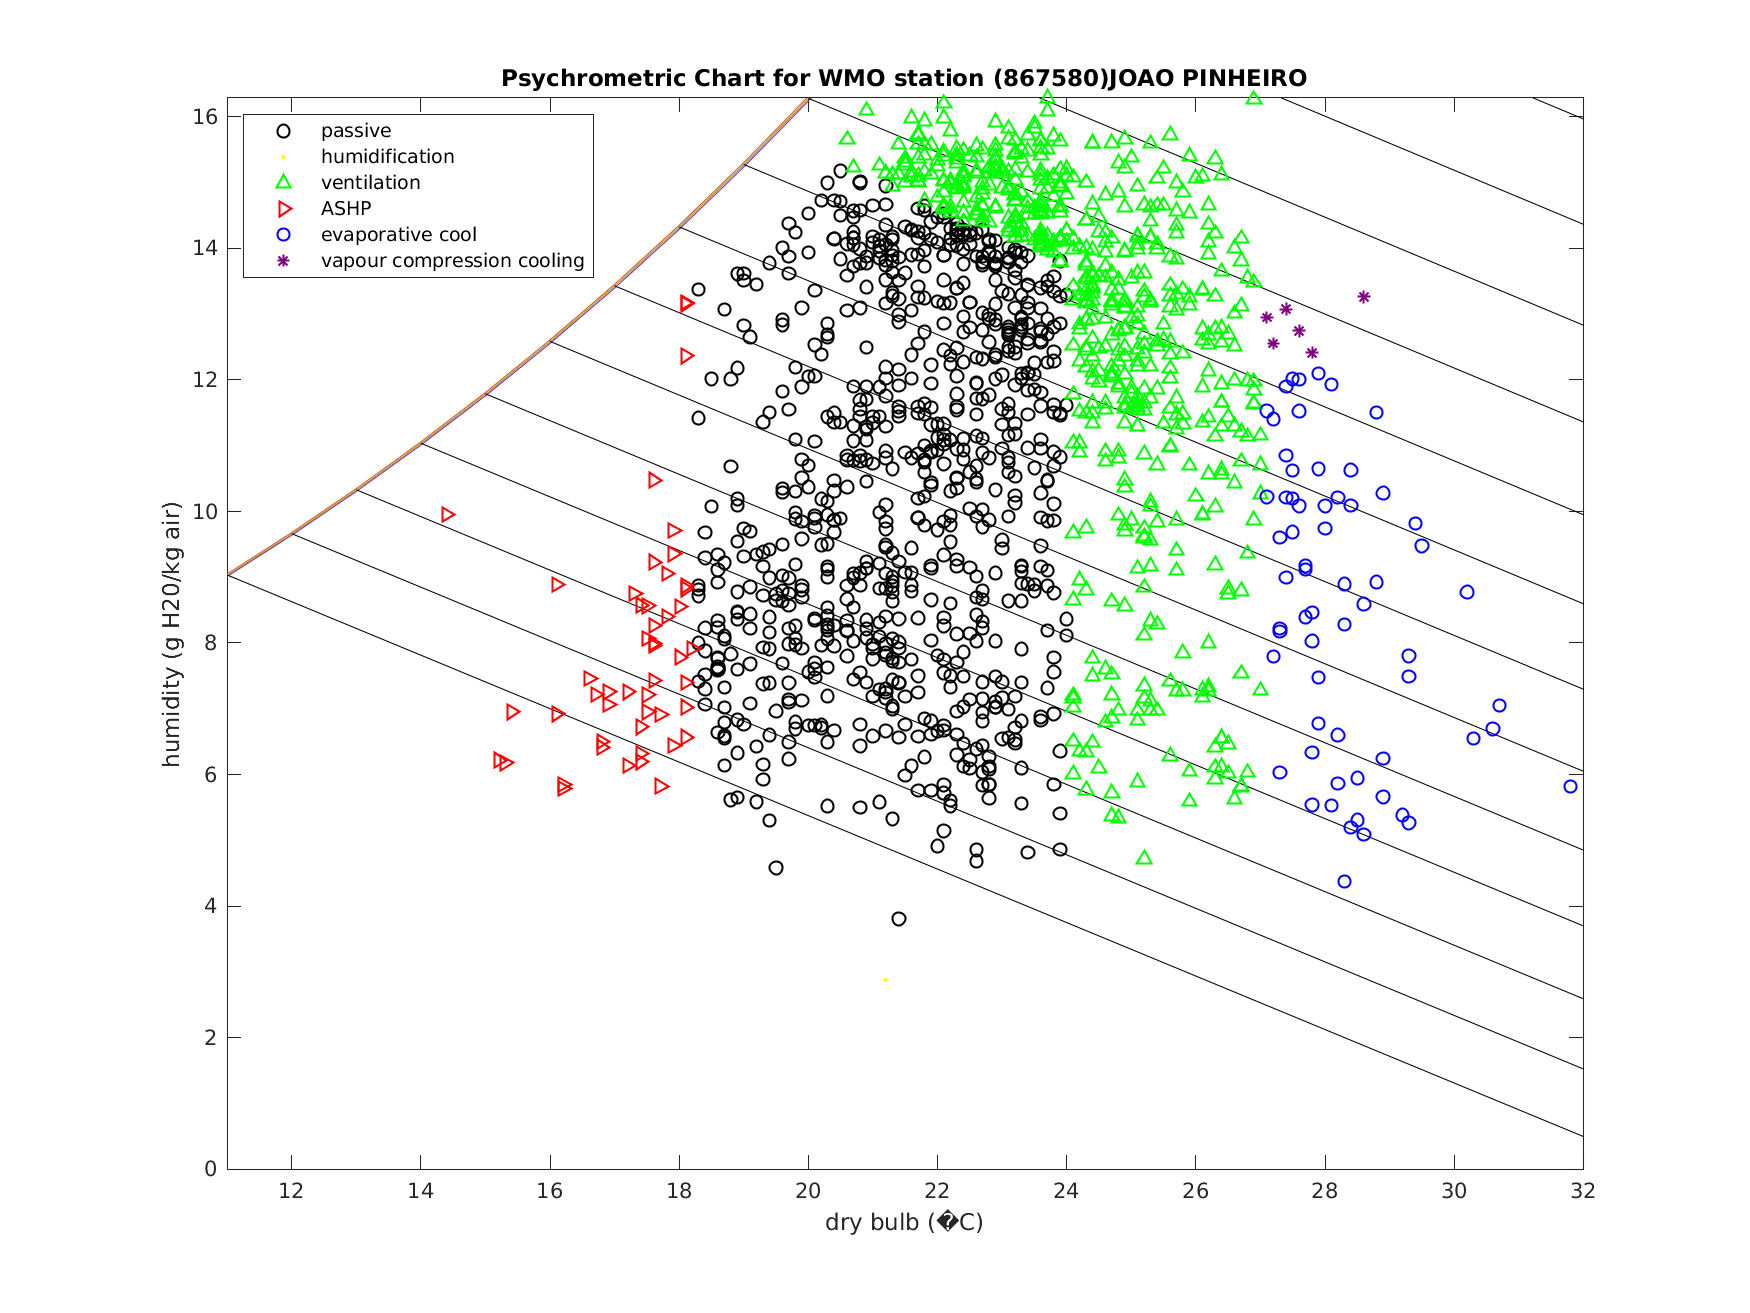 Psychrometric Chart for WMO station (867580)JOAO PINHEIRO
passive
humidification
ventilation
ASHP
evaporative cool
vapour compression cooling
humidity (g H20/kg air)
16
14
12
10
8
6
4
2
0
12 14 16 18 20 22 24 26 28 30 32
dry bulb (�C)